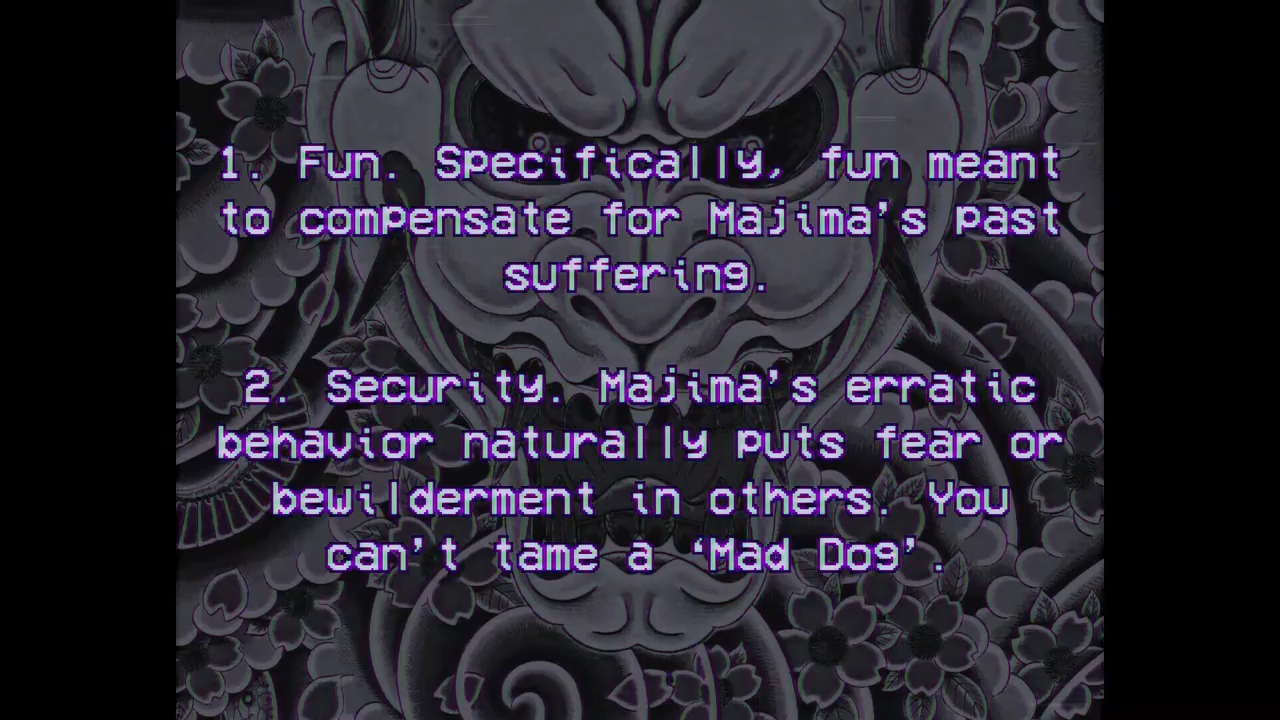 1. Fun. Specifically, fun meant
to compensate for Majima's past
suffering.
2. Security. Majima's erratic
behavior naturally puts fear or
bewilderment in others. You
can't tame a ‘Mad Dog’.